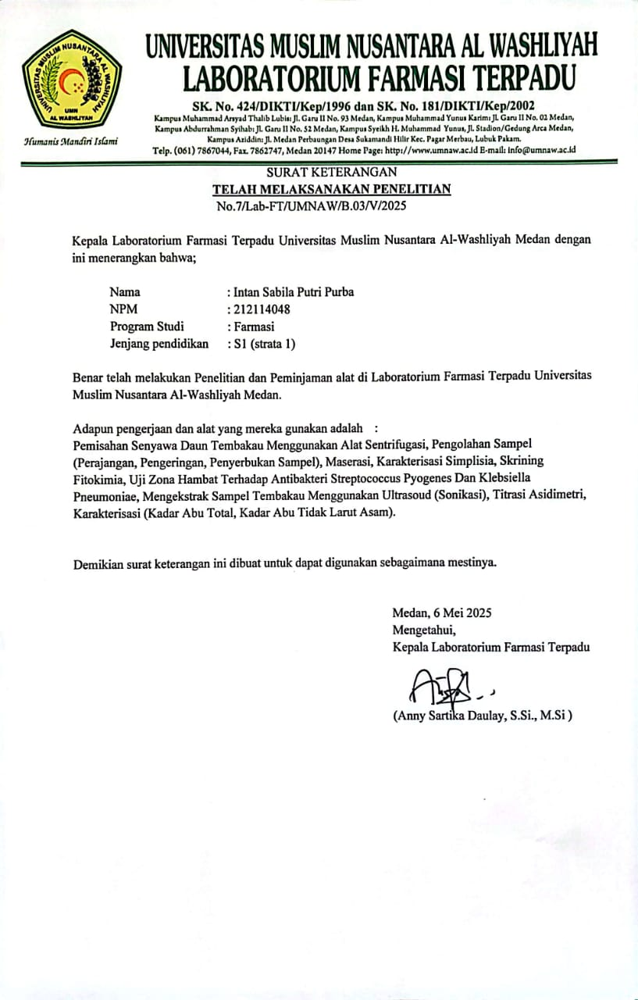 UNIVERSITAS MUSLIM NUSANTARA AL WASHLIYAH
UMN
AL WASHLIYAH
Humanis Mandiri Islami
UNIVERSITAS MUSLIM NUSANTARA AL WASHLIYAH
LABORATORIUM FARMASI TERPADU
SK. No. 424/DIKTI/Kep/1996 dan SK. No. 181/DIKTI/Kep/2002
Kampus Muhammad Arsyad Thalib Lubis: Jl. Garu II No. 93 Medan, Kampus Muhammad Yunus Karim: Jl. Garu II No. 02 Medan,
Kampus Abdurrahman Syihab: Jl. Garu II No. 52 Medan, Kampus Syeikh H. Muhammad Yunus, Jl. Stadion/Gedung Arca Medan,
Kampus Aziddin: Jl. Medan Perbaungan Desa Sukamandi Hilir Kec. Pagar Merbau, Lubuk Pakam.
Telp. (061) 7867044, Fax. 7862747, Medan 20147 Home Page: http://www.umnaw.ac.id E-mail: info@umnaw.ac.id
SURAT KETERANGAN
TELAH MELAKSANAKAN PENELITIAN
No.7/Lab-FT/UMNAW/B.03/V/2025
Kepala Laboratorium Farmasi Terpadu Universitas Muslim Nusantara Al-Washliyah Medan dengan
ini menerangkan bahwa;
Nama : Intan Sabila Putri Purba
NPM : 212114048
Program Studi : Farmasi
Jenjang pendidikan : S1 (strata 1)
Benar telah melakukan Penelitian dan Peminjaman alat di Laboratorium Farmasi Terpadu Universitas
Muslim Nusantara Al-Washliyah Medan.
Adapun pengerjaan dan alat yang mereka gunakan adalah :
Pemisahan Senyawa Daun Tembakau Menggunakan Alat Sentrifugasi, Pengolahan Sampel
(Perajangan, Pengeringan, Penyerbukan Sampel), Maserasi, Karakterisasi Simplisia, Skrining
Fitokimia, Uji Zona Hambat Terhadap Antibakteri Streptococcus Pyogenes Dan Klebsiella
Pneumoniae, Mengekstrak Sampel Tembakau Menggunakan Ultrasoud (Sonikasi), Titrasi Asidimetri,
Karakterisasi (Kadar Abu Total, Kadar Abu Tidak Larut Asam).
Demikian surat keterangan ini dibuat untuk dapat digunakan sebagaimana mestinya.
Medan, 6 Mei 2025
Mengetahui,
Kepala Laboratorium Farmasi Terpadu
(Anny Sartika Daulay, S.Si., M.Si )